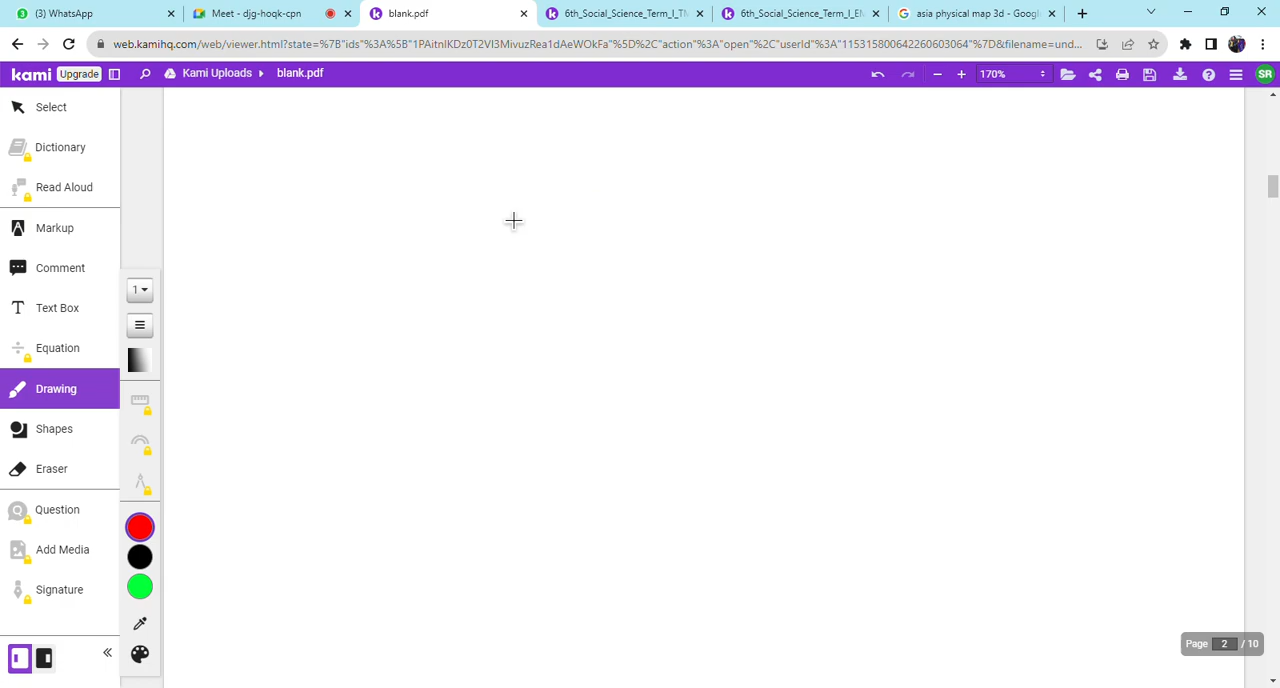 (3) WhatsApp
Meet - djg-hoqk-cpn
blank.pdf
6th_Social_Science_Term_I_TM
6th_Social_Science_Term_I_EM
asia physical map 3d - Googl
web.kamihq.com/web/viewer.html?state=%7B"ids"%3A%5B"1PAitnIKDz0T2VI3MivuzRea1dAeWOkFa"%5D%2C"action"%3A"open"%2C"userId"%3A"115315800642260603064"%7D&filename=und...
kami Upgrade Kami Uploads blank.pdf 170% SR
Select
Dictionary
Read Aloud
Markup
Comment
Text Box
Equation
Drawing
Shapes
Eraser
Question
Add Media
Signature
1
Page 2 / 10